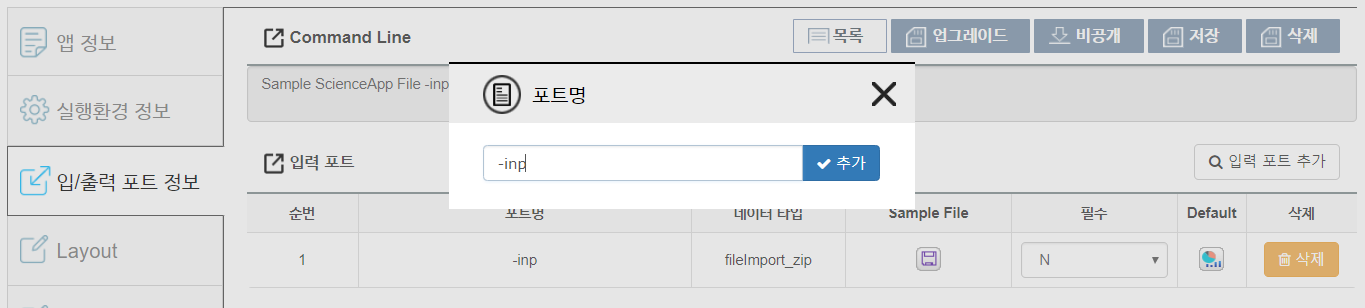 앱 정보
실행환경 정보
입/출력 포트 정보
Layout
Command Line
목록 업그레이드 비공개 저장 삭제
Sample ScienceApp File -inp
포트명
-inp 추가
입력 포트
입력 포트 추가
순번 포트명 데이터 타입 Sample File 필수 Default 삭제
1 -inp fileImport_zip N 삭제